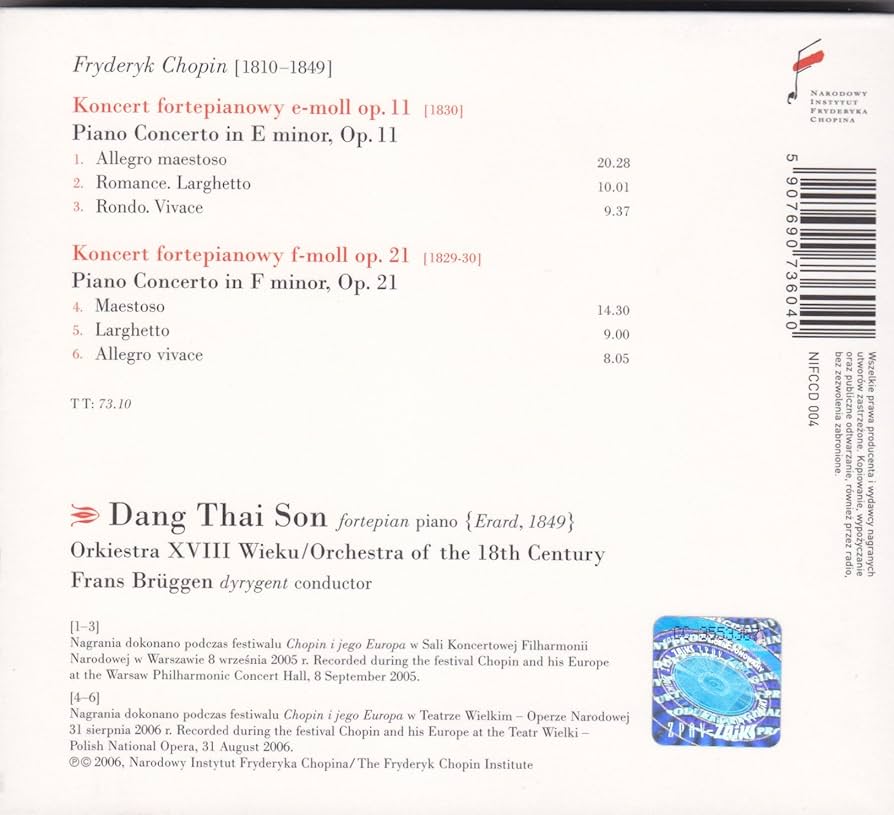 Fryderyk Chopin [1810–1849]
Koncert fortepianowy e-moll op. 11 [1830]
Piano Concerto in E minor, Op. 11
1. Allegro maestoso 20.28
2. Romance. Larghetto 10.01
3. Rondo. Vivace 9.37
Koncert fortepianowy f-moll op. 21 [1829-30]
Piano Concerto in F minor, Op. 21
4. Maestoso 14.30
5. Larghetto 9.00
6. Allegro vivace 8.05
TT: 73.10
Dang Thai Son fortepian piano {Erard, 1849}
Orkiestra XVIII Wieku/Orchestra of the 18th Century
Frans Brüggen dyrygent conductor
[1–3]
Nagrania dokonano podczas festiwalu Chopin i jego Europa w Sali Koncertowej Filharmonii
Narodowej w Warszawie 8 września 2005 r. Recorded during the festival Chopin and his Europe
at the Warsaw Philharmonic Concert Hall, 8 September 2005.
[4–6]
Nagrania dokonano podczas festiwalu Chopin i jego Europa w Teatrze Wielkim – Operze Narodowej
31 sierpnia 2006 r. Recorded during the festival Chopin and his Europe at the Teatr Wielki –
Polish National Opera, 31 August 2006.
℗© 2006, Narodowy Instytut Fryderyka Chopina/The Fryderyk Chopin Institute
NARODOWY
INSTYTUT
FRYDERYKA
CHOPINA
5 907690 736040
NIFCCD 004
Wszelkie prawa producenta i wydawcy nagranych
utworów zastrzeżone. Kopiowanie, wypożyczanie
oraz publiczne odtwarzanie, również przez radio,
bez zezwolenia zabronione.
ZPAV-ZAiKS